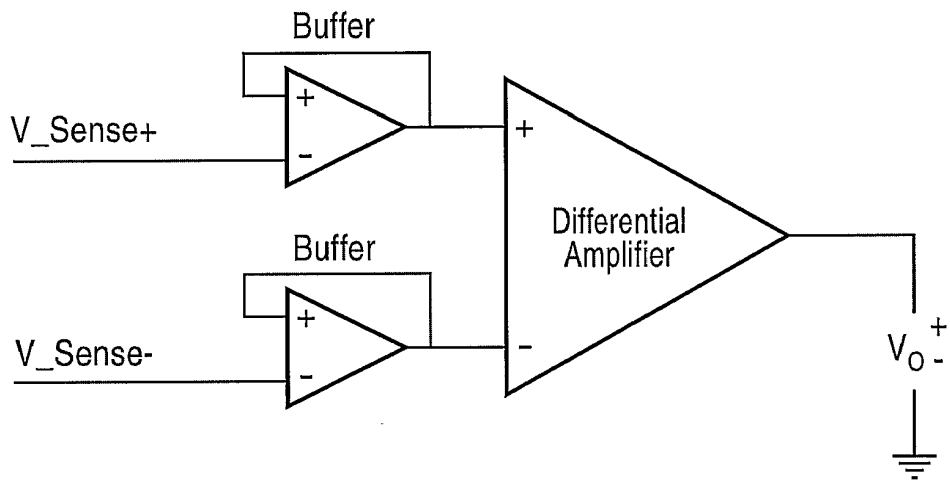 Buffer
V_Sense+
+
-
+
Differential
Amplifier
Buffer
V_Sense-
+
-
-
+
V_O -